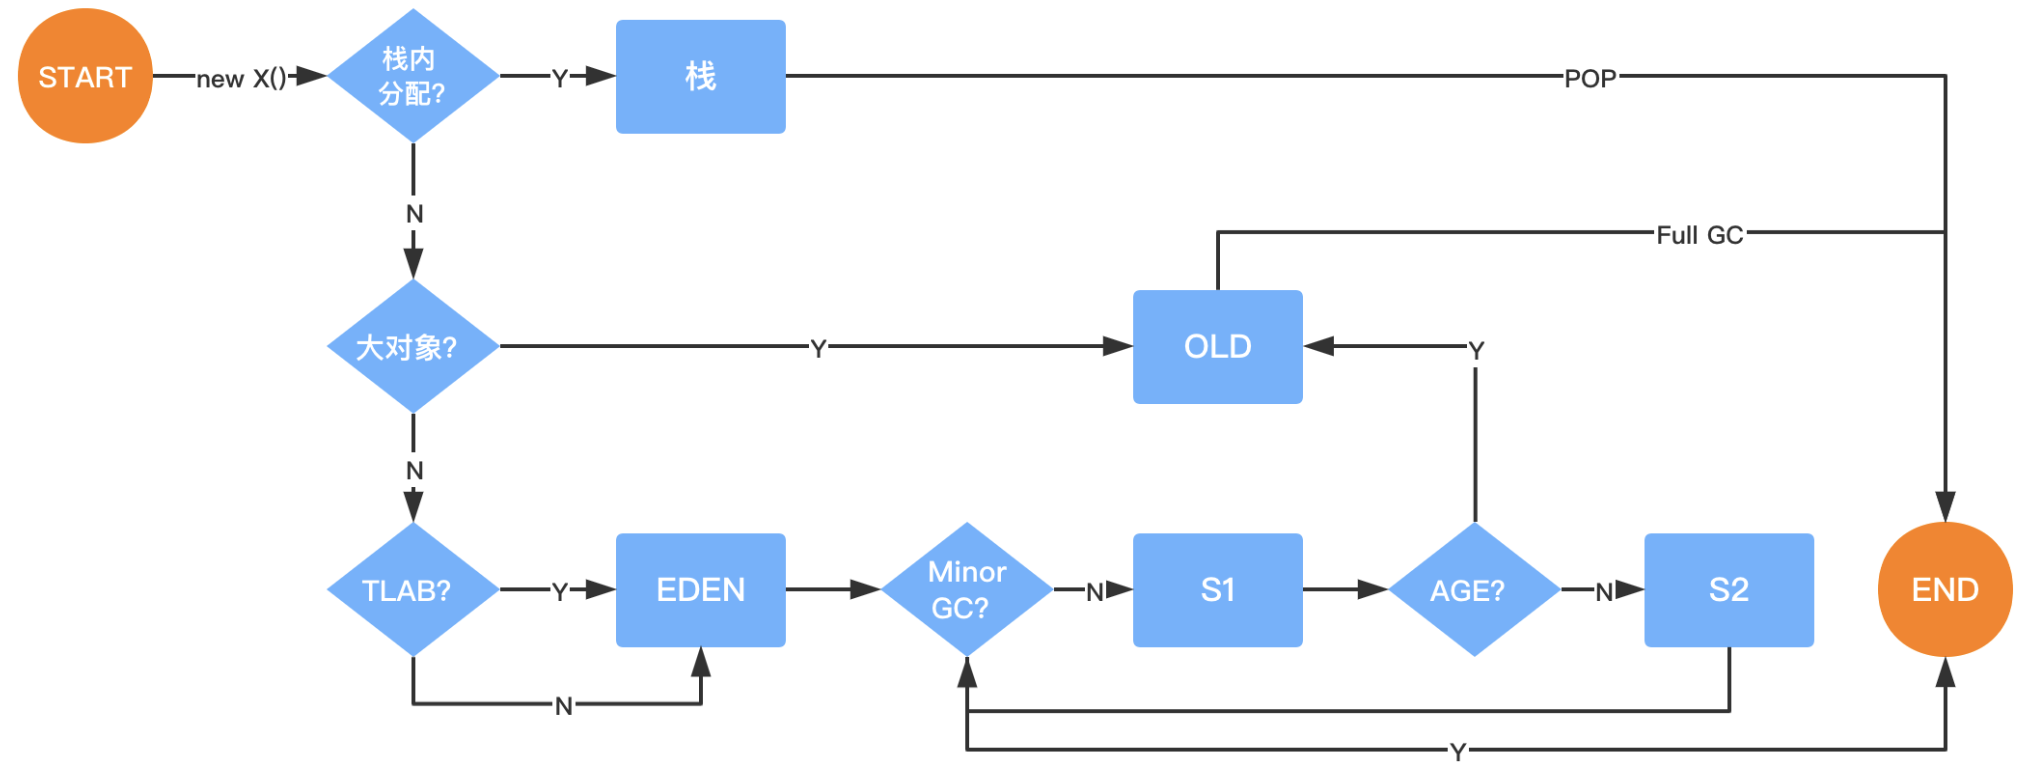 START
new X()
栈内
分配?
Y
栈
POP
N
Full GC
大对象?
Y
OLD
Y
N
TLAB?
Y
EDEN
Minor
GC?
N
S1
AGE?
N
S2
END
N
Y